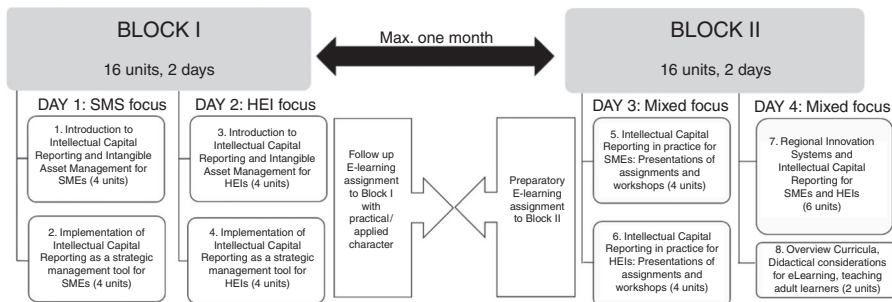 BLOCK I
16 units, 2 days
Max. one month
BLOCK II
16 units, 2 days
DAY 1: SMS focus
1. Introduction to
Intellectual Capital
Reporting and Intangible
Asset Management for
SMEs (4 units)
2. Implementation of
Intellectual Capital
Reporting as a strategic
management tool for
SMEs (4 units)
DAY 2: HEI focus
3. Introduction to
Intellectual Capital
Reporting and Intangible
Asset Management for
HEIs (4 units)
4. Implementation of
Intellectual Capital
Reporting as a strategic
management tool for
HEIs (4 units)
Follow up
E-learning
assignment
to Block I
with
practical/
applied
character
Preparatory
E-learning
assignment
to Block II
DAY 3: Mixed focus
5. Intellectual Capital
Reporting in practice for
SMEs: Presentations of
assignments and
workshops (4 units)
6. Intellectual Capital
Reporting in practice for
HEIs: Presentations of
assignments and
workshops (4 units)
DAY 4: Mixed focus
7. Regional Innovation
Systems and
Intellectual Capital
Reporting for
SMEs and HEIs
(6 units)
8. Overview Curricula,
Didactical considerations
for eLearning, teaching
adult learners (2 units)